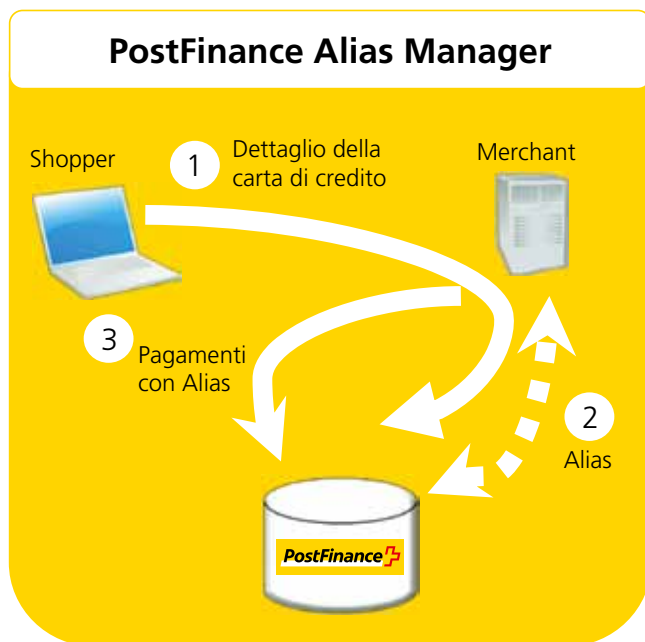 PostFinance Alias Manager
Shopper
1
Dettaglio della
carta di credito
Merchant
3
Pagamenti
con Alias
2
Alias
PostFinance